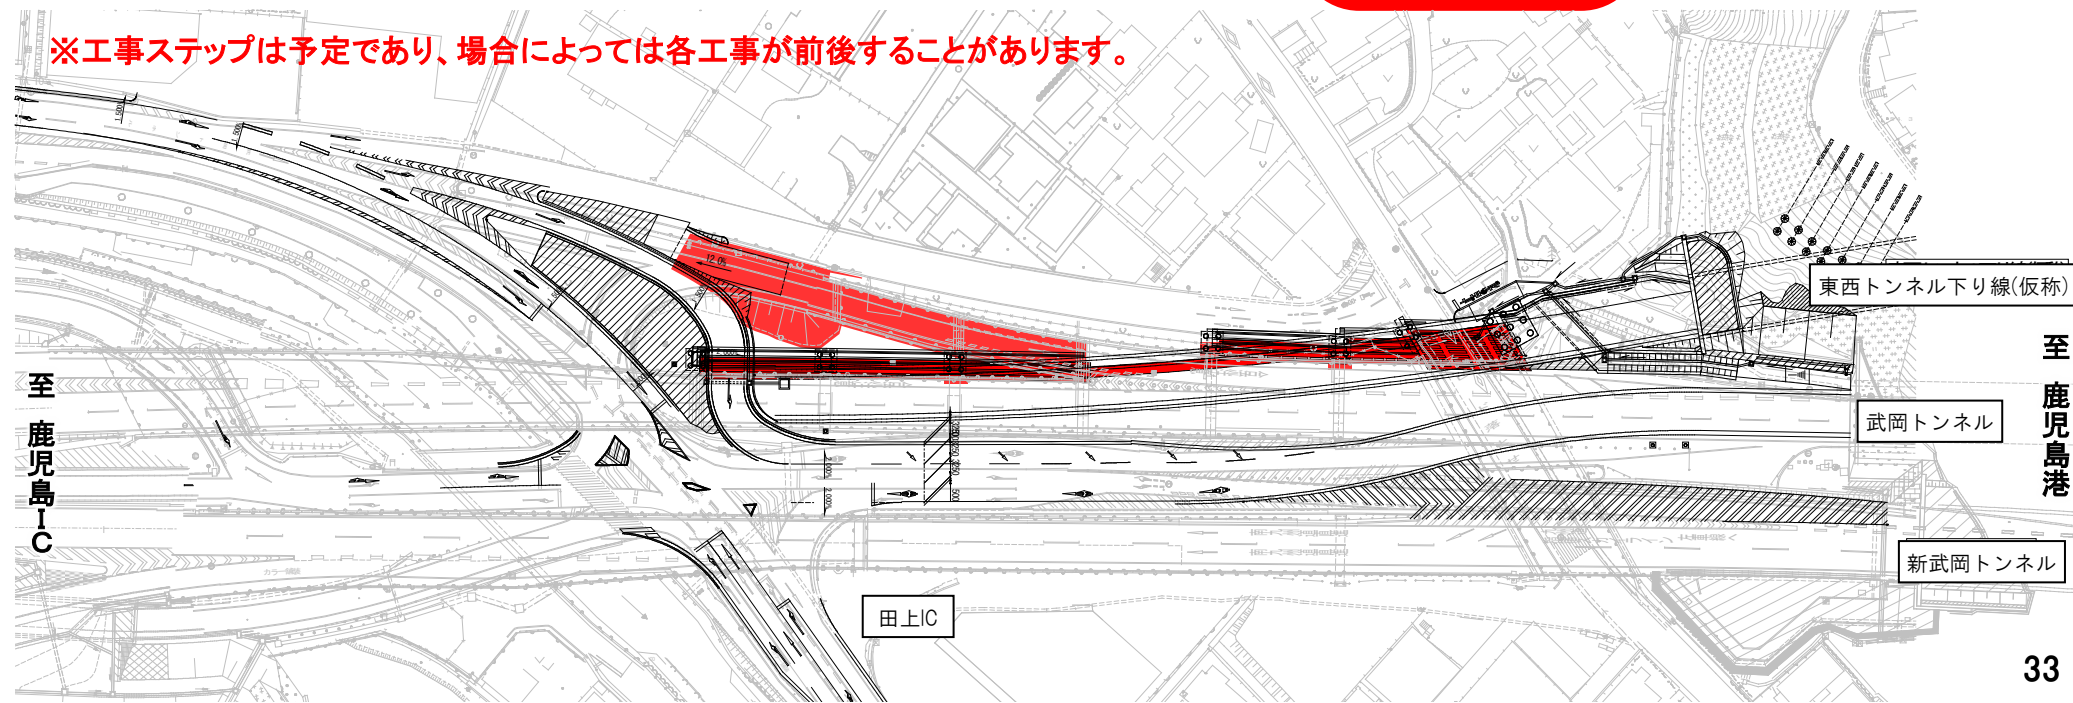 ※工事ステップは予定であり、場合によっては各工事が前後することがあります。
12.0%
東西トンネル下り線(仮称)
至 鹿児島IC
至 鹿児島港
武岡トンネル
新武岡トンネル
田上IC
33